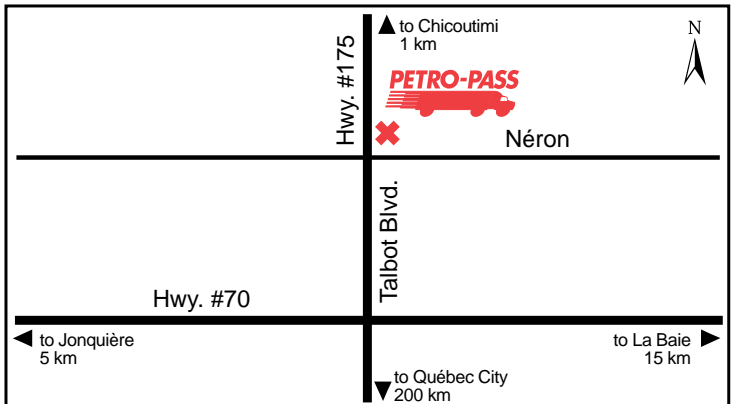 to Chicoutimi
1 km
N
Hwy. #175
PETRO-PASS
Néron
Talbot Blvd.
Hwy. #70
to Jonquière
5 km
to La Baie
15 km
to Québec City
200 km